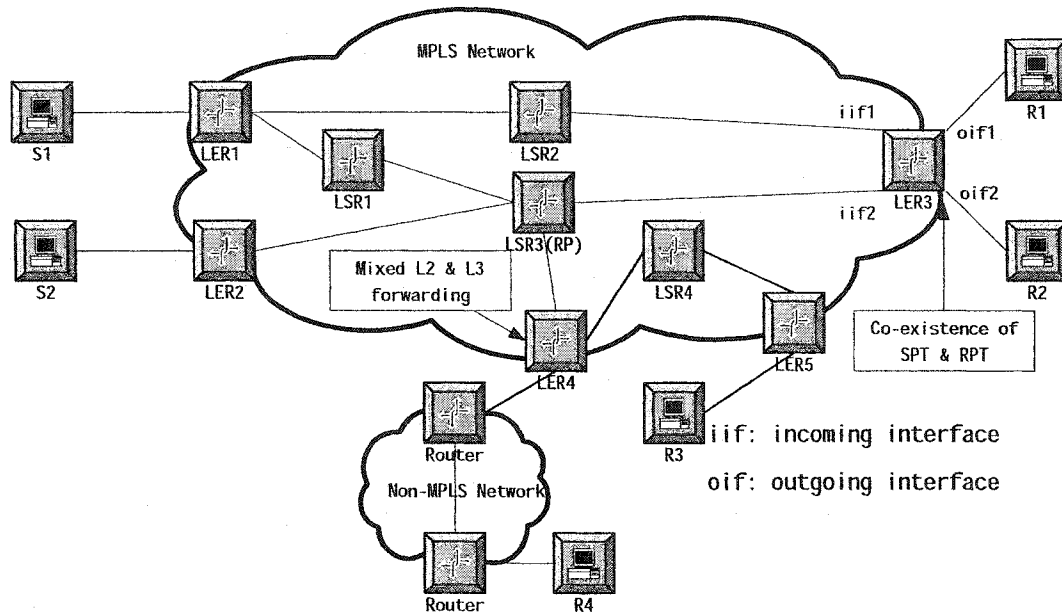 MPLS Network
S1
LER1
LSR2
iif1
oif1
R1
LSR1
LER3
oif2
iif2
LSR3(RP)
S2
LER2
Mixed L2 & L3
forwarding
LSR4
R2
LER4
LER5
Co-existence of
SPT & RPT
Router
R3
iif: incoming interface
oif: outgoing interface
Non-MPLS Network
Router
R4